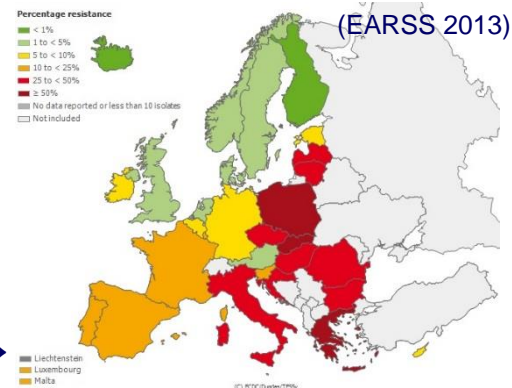 Percentage resistance
(EARSS 2013)
< 1%
1 to < 5%
5 to < 10%
10 to < 25%
25 to < 50%
≥ 50%
No data reported or less than 10 isolates
Not included
Liechtenstein
Luxembourg
Malta